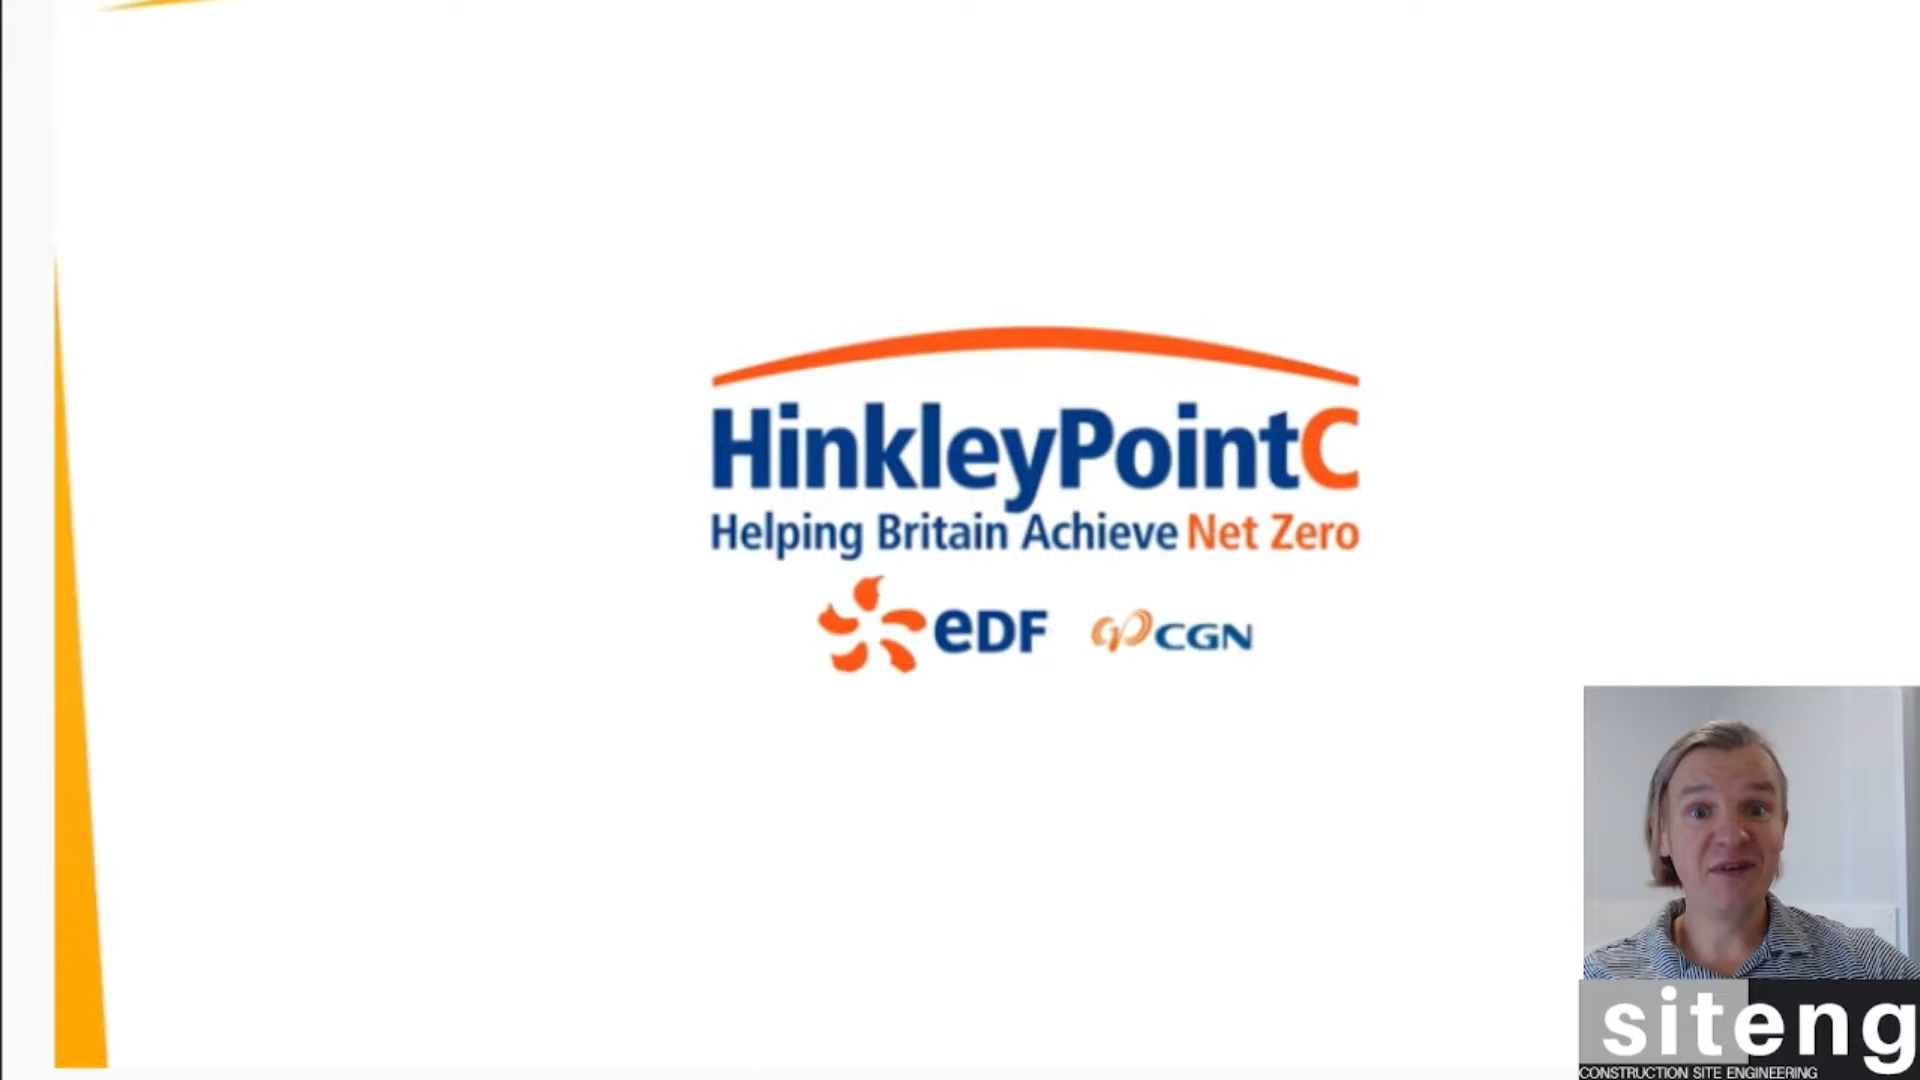 HinkleyPointC
Helping Britain Achieve Net Zero
eDF
CGN
siteng
CONSTRUCTION SITE ENGINEERING